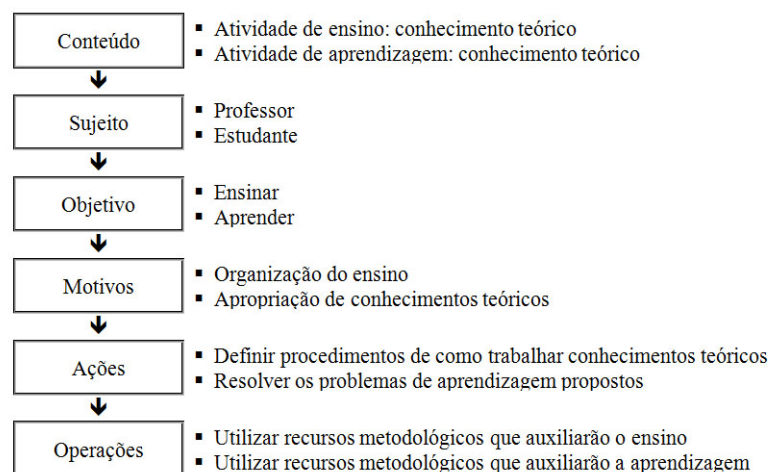 Conteúdo
▪ Atividade de ensino: conhecimento teórico
▪ Atividade de aprendizagem: conhecimento teórico
Sujeito
▪ Professor
▪ Estudante
Objetivo
▪ Ensinar
▪ Aprender
Motivos
▪ Organização do ensino
▪ Apropriação de conhecimentos teóricos
Ações
▪ Definir procedimentos de como trabalhar conhecimentos teóricos
▪ Resolver os problemas de aprendizagem propostos
Operações
▪ Utilizar recursos metodológicos que auxiliarão o ensino
▪ Utilizar recursos metodológicos que auxiliarão a aprendizagem